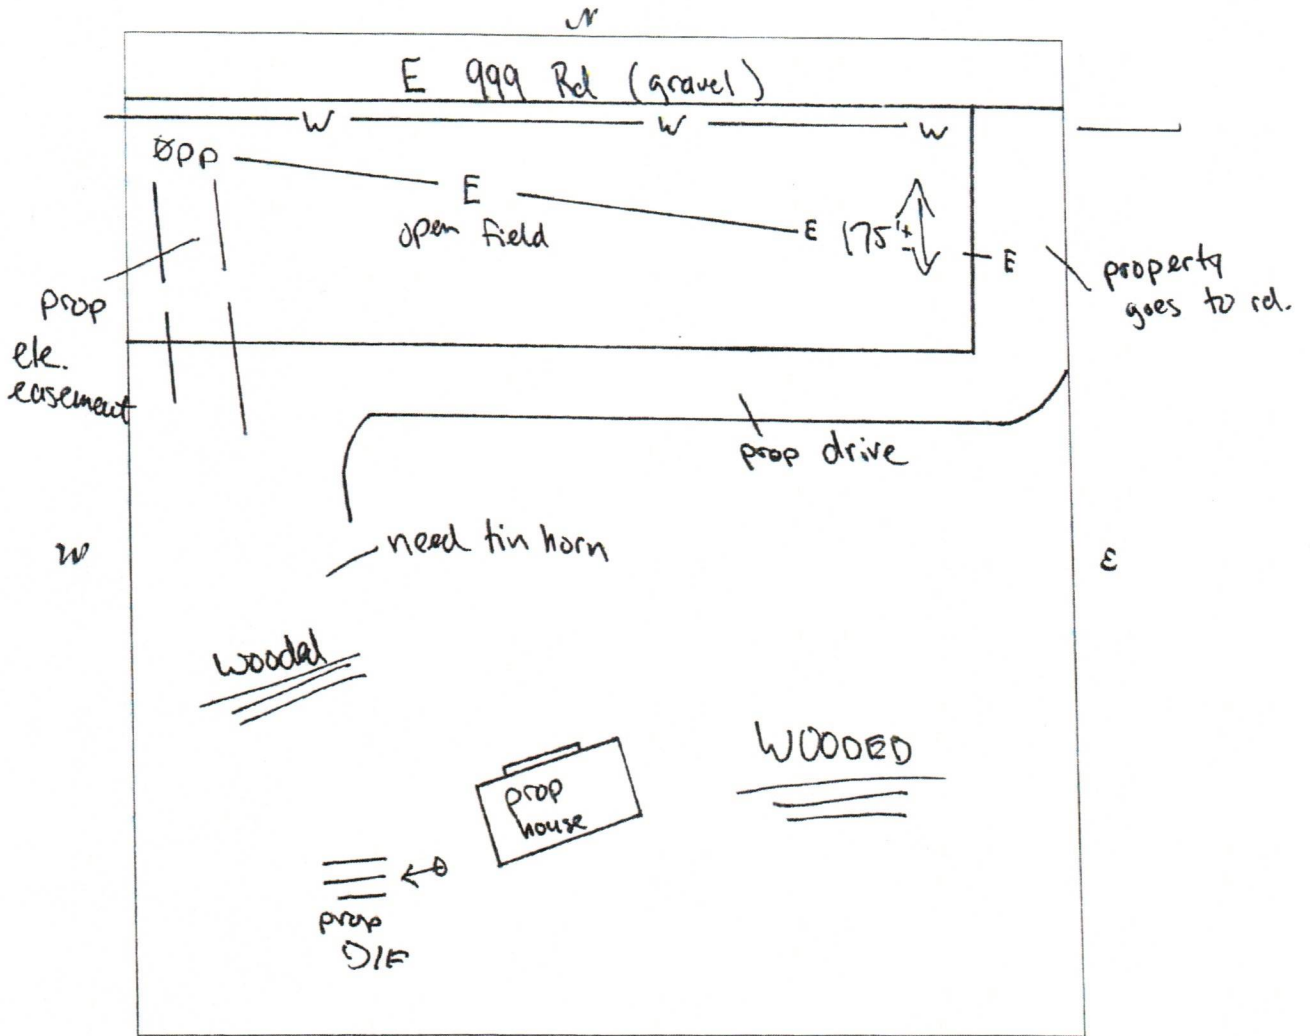 N
E 999 Rd (gravel)
W W W
ØPP
E
E 175'±
E
open field
property
goes to rd.
prop
ele.
easement
prop drive
need tin horn
W
E
wooded
WOODED
prop
house
prop